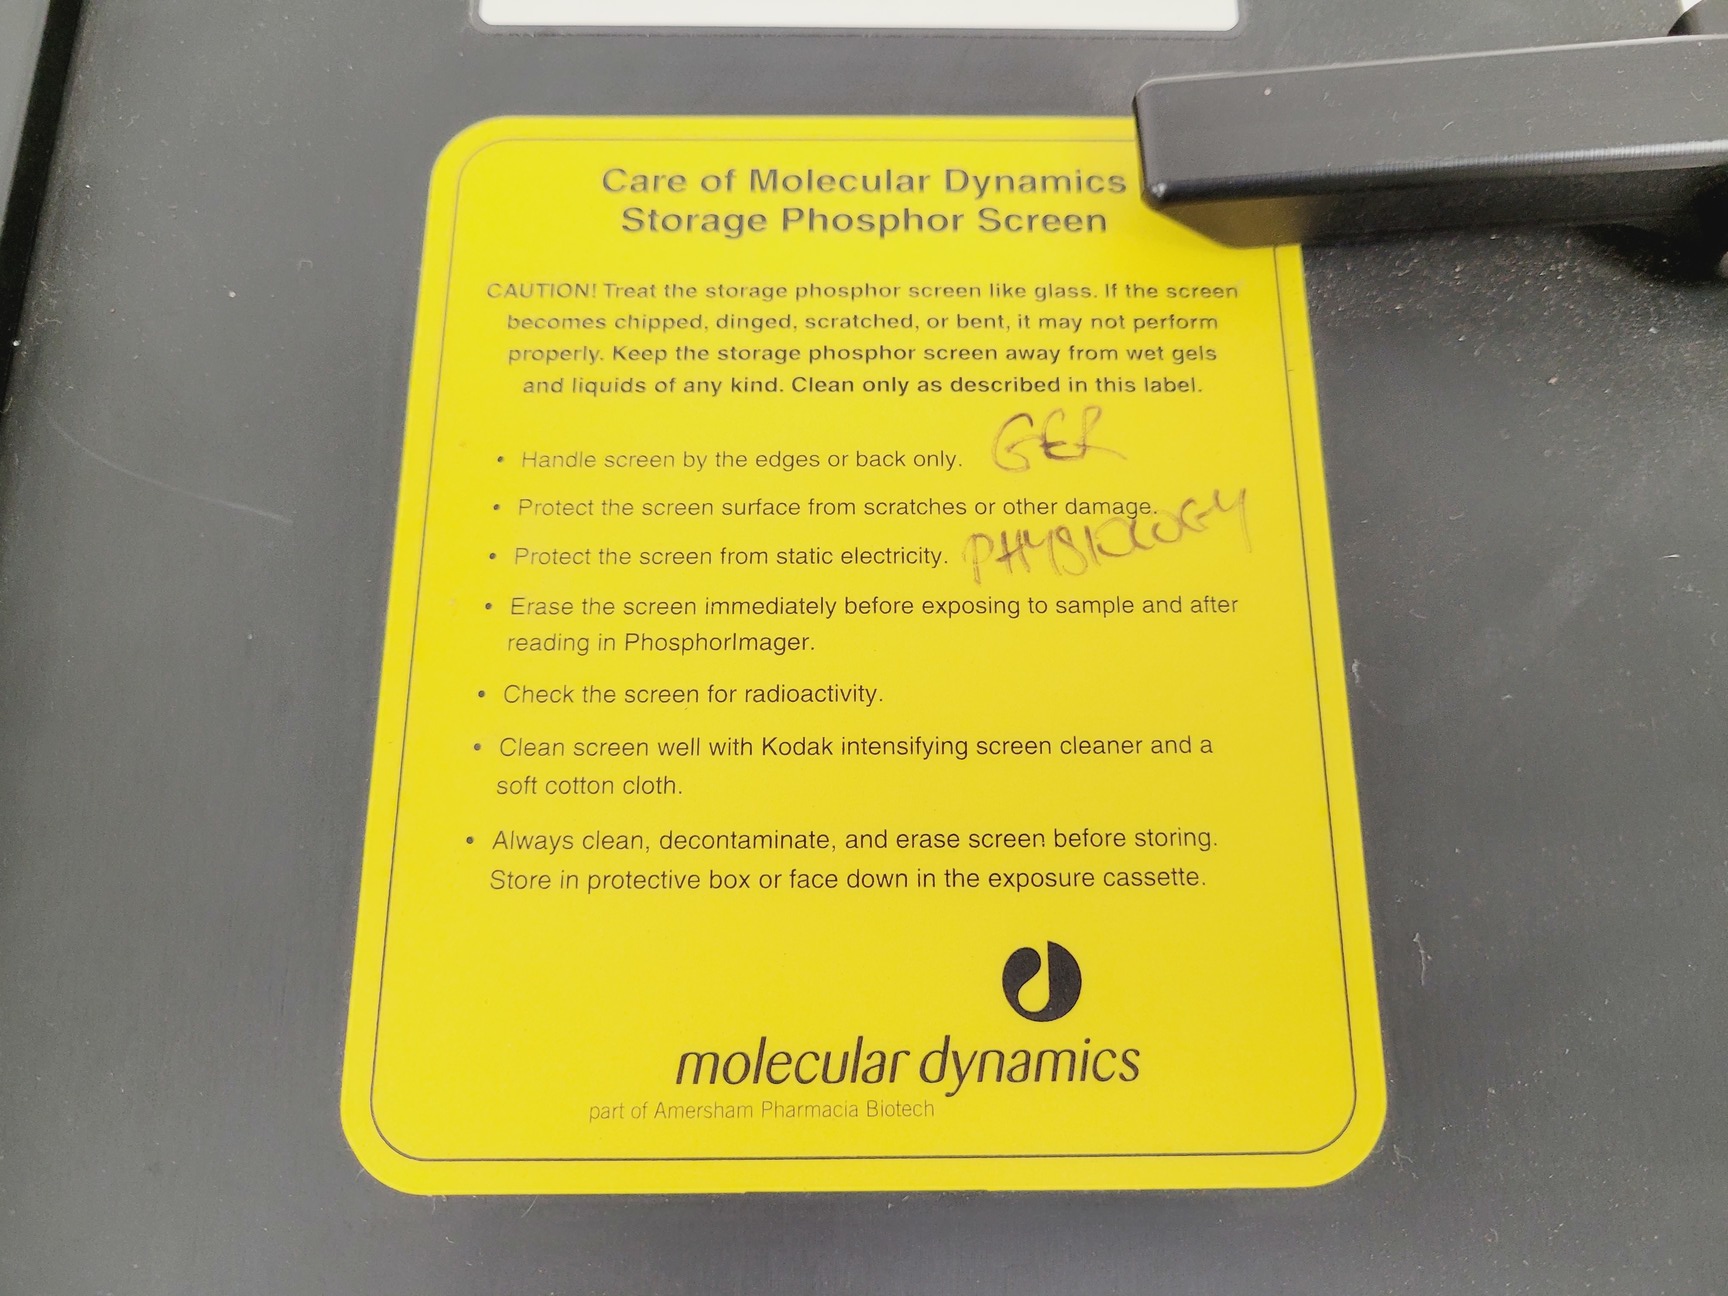 Care of Molecular Dynamics
Storage Phosphor Screen
CAUTION! Treat the storage phosphor screen like glass. If the screen
becomes chipped, dinged, scratched, or bent, it may not perform
properly. Keep the storage phosphor screen away from wet gels
and liquids of any kind. Clean only as described in this label.
• Handle screen by the edges or back only. GER
• Protect the screen surface from scratches or other damage.
• Protect the screen from static electricity. PHYSIOLOGY
• Erase the screen immediately before exposing to sample and after
reading in PhosphorImager.
• Check the screen for radioactivity.
• Clean screen well with Kodak intensifying screen cleaner and a
soft cotton cloth.
• Always clean, decontaminate, and erase screen before storing.
Store in protective box or face down in the exposure cassette.
molecular dynamics
part of Amersham Pharmacia Biotech